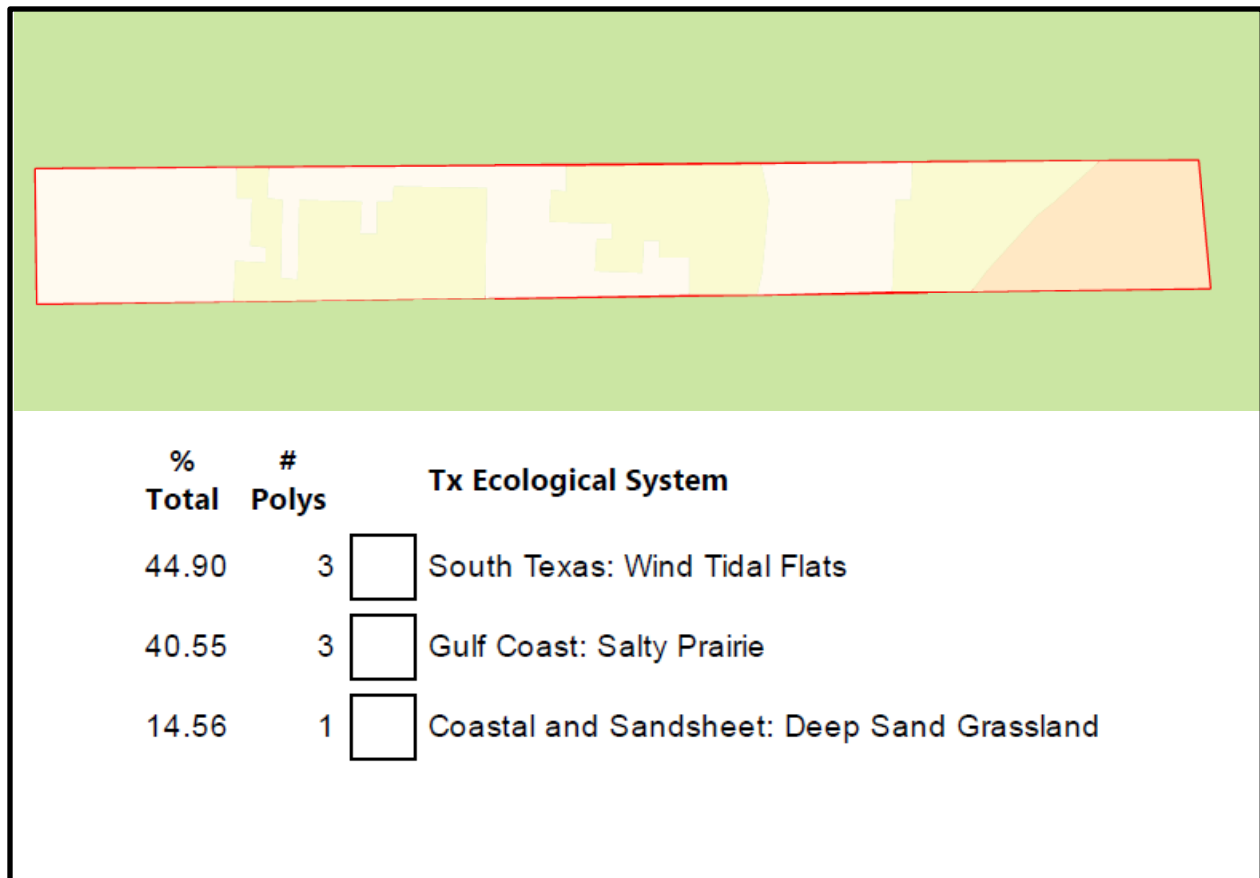 % # 
Total Polys Tx Ecological System
44.90 3 South Texas: Wind Tidal Flats
40.55 3 Gulf Coast: Salty Prairie
14.56 1 Coastal and Sandsheet: Deep Sand Grassland